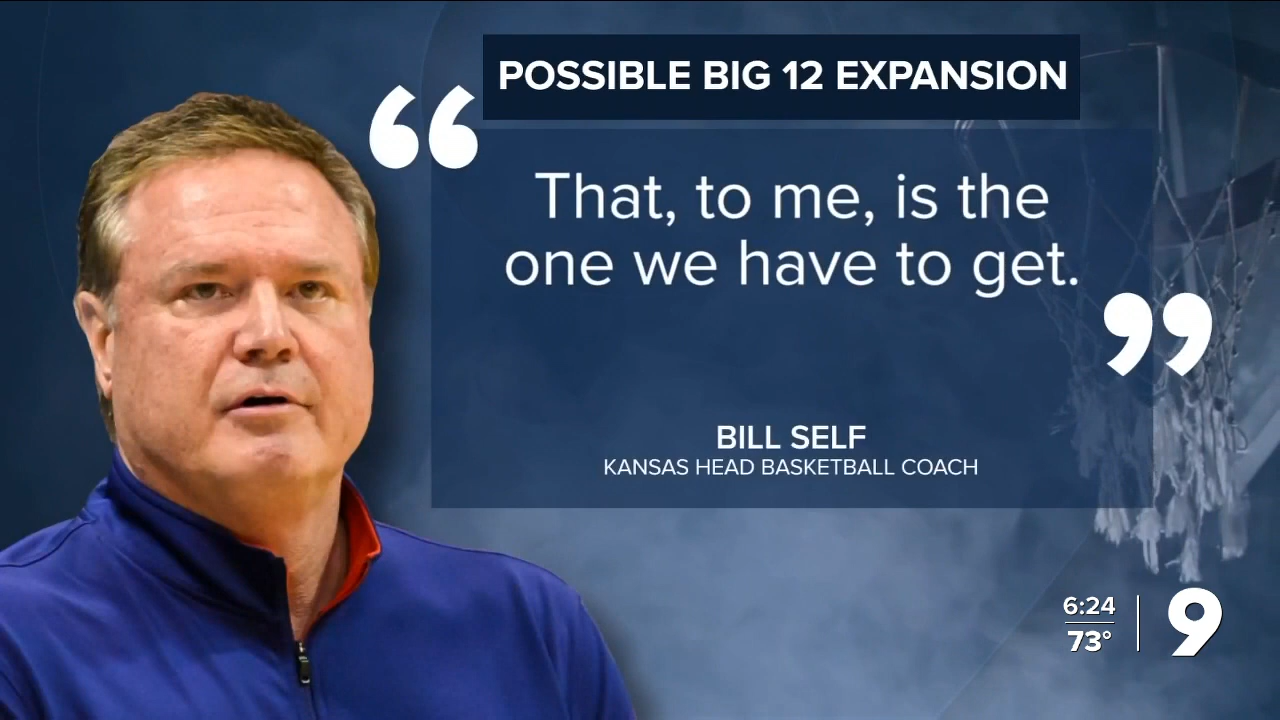 POSSIBLE BIG 12 EXPANSION
“
That, to me, is the
one we have to get.
”
BILL SELF
KANSAS HEAD BASKETBALL COACH
6:24
73°
9